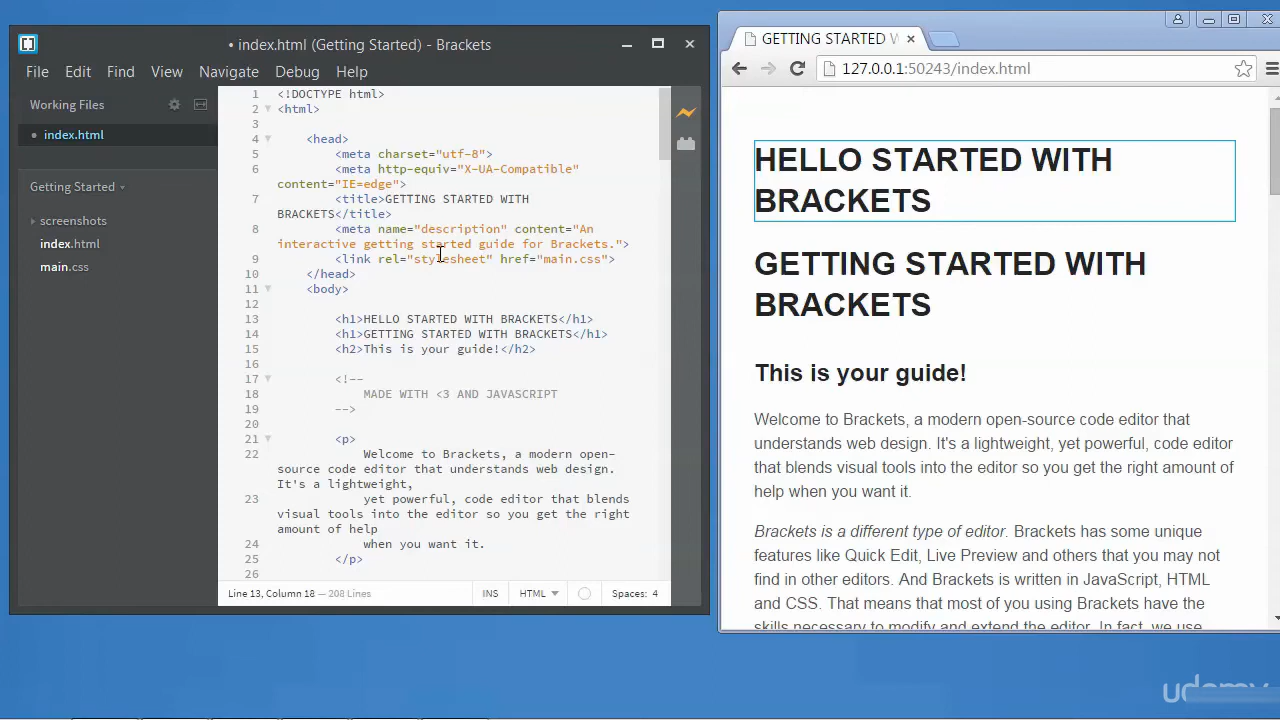 • index.html (Getting Started) - Brackets
File Edit Find View Navigate Debug Help
Working Files
• index.html
Getting Started
screenshots
index.html
main.css
1 <!DOCTYPE html>
2 <html>
3
4 <head>
5 <meta charset="utf-8">
6 <meta http-equiv="X-UA-Compatible"
content="IE=edge">
7 <title>GETTING STARTED WITH
BRACKETS</title>
8 <meta name="description" content="An
interactive getting started guide for Brackets.">
9 <link rel="stylesheet" href="main.css">
10 </head>
11 <body>
12
13 <h1>HELLO STARTED WITH BRACKETS</h1>
14 <h1>GETTING STARTED WITH BRACKETS</h1>
15 <h2>This is your guide!</h2>
16
17 <!--
18 MADE WITH <3 AND JAVASCRIPT
19 -->
20
21 <p>
22 Welcome to Brackets, a modern open-
source code editor that understands web design.
It's a lightweight,
23 yet powerful, code editor that blends
visual tools into the editor so you get the right
amount of help
24 when you want it.
25 </p>
26
Line 13, Column 18 — 208 Lines
INS HTML Spaces: 4
GETTING STARTED W
127.0.0.1:50243/index.html
HELLO STARTED WITH
BRACKETS
GETTING STARTED WITH
BRACKETS
This is your guide!
Welcome to Brackets, a modern open-source code editor that
understands web design. It's a lightweight, yet powerful, code editor
that blends visual tools into the editor so you get the right amount of
help when you want it.
Brackets is a different type of editor. Brackets has some unique
features like Quick Edit, Live Preview and others that you may not
find in other editors. And Brackets is written in JavaScript, HTML
and CSS. That means that most of you using Brackets have the
skills necessary to modify and extend the editor. In fact, we use
udemy